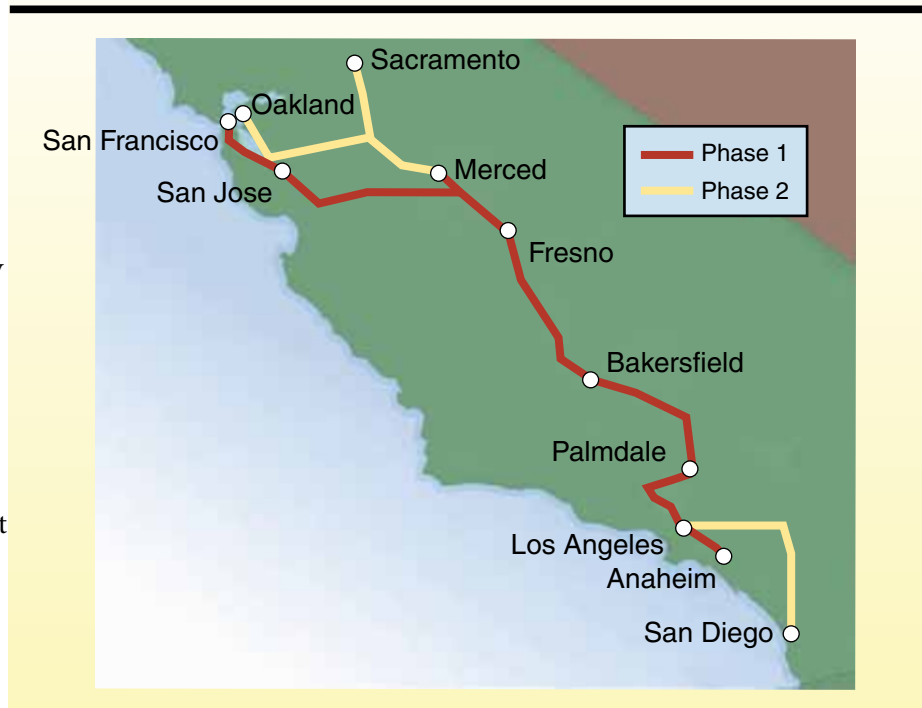 Sacramento
Oakland
San Francisco
Phase 1
Merced
Phase 2
San Jose
Fresno
y
Bakersfield
Palmdale
t
Los Angeles
Anaheim
San Diego